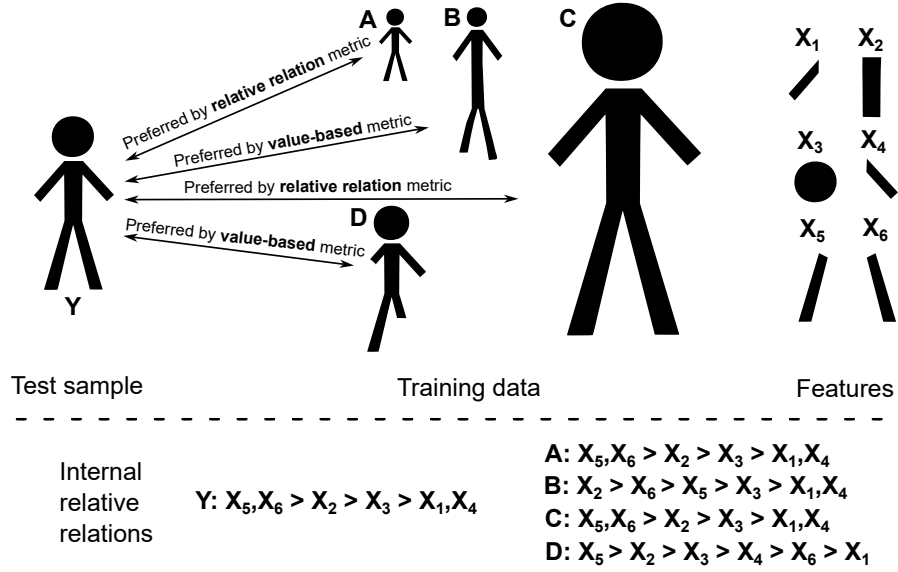 A
B
C
X₁ X₂
Preferred by relative relation metric
Preferred by value-based metric
X₃ X₄
Preferred by relative relation metric
D
Preferred by value-based metric
X₅ X₆
Y
Test sample
Training data
Features
Internal
relative
relations
Y: X₅,X₆ > X₂ > X₃ > X₁,X₄
A: X₅,X₆ > X₂ > X₃ > X₁,X₄
B: X₂ > X₆ > X₅ > X₃ > X₁,X₄
C: X₅,X₆ > X₂ > X₃ > X₁,X₄
D: X₅ > X₂ > X₃ > X₄ > X₆ > X₁